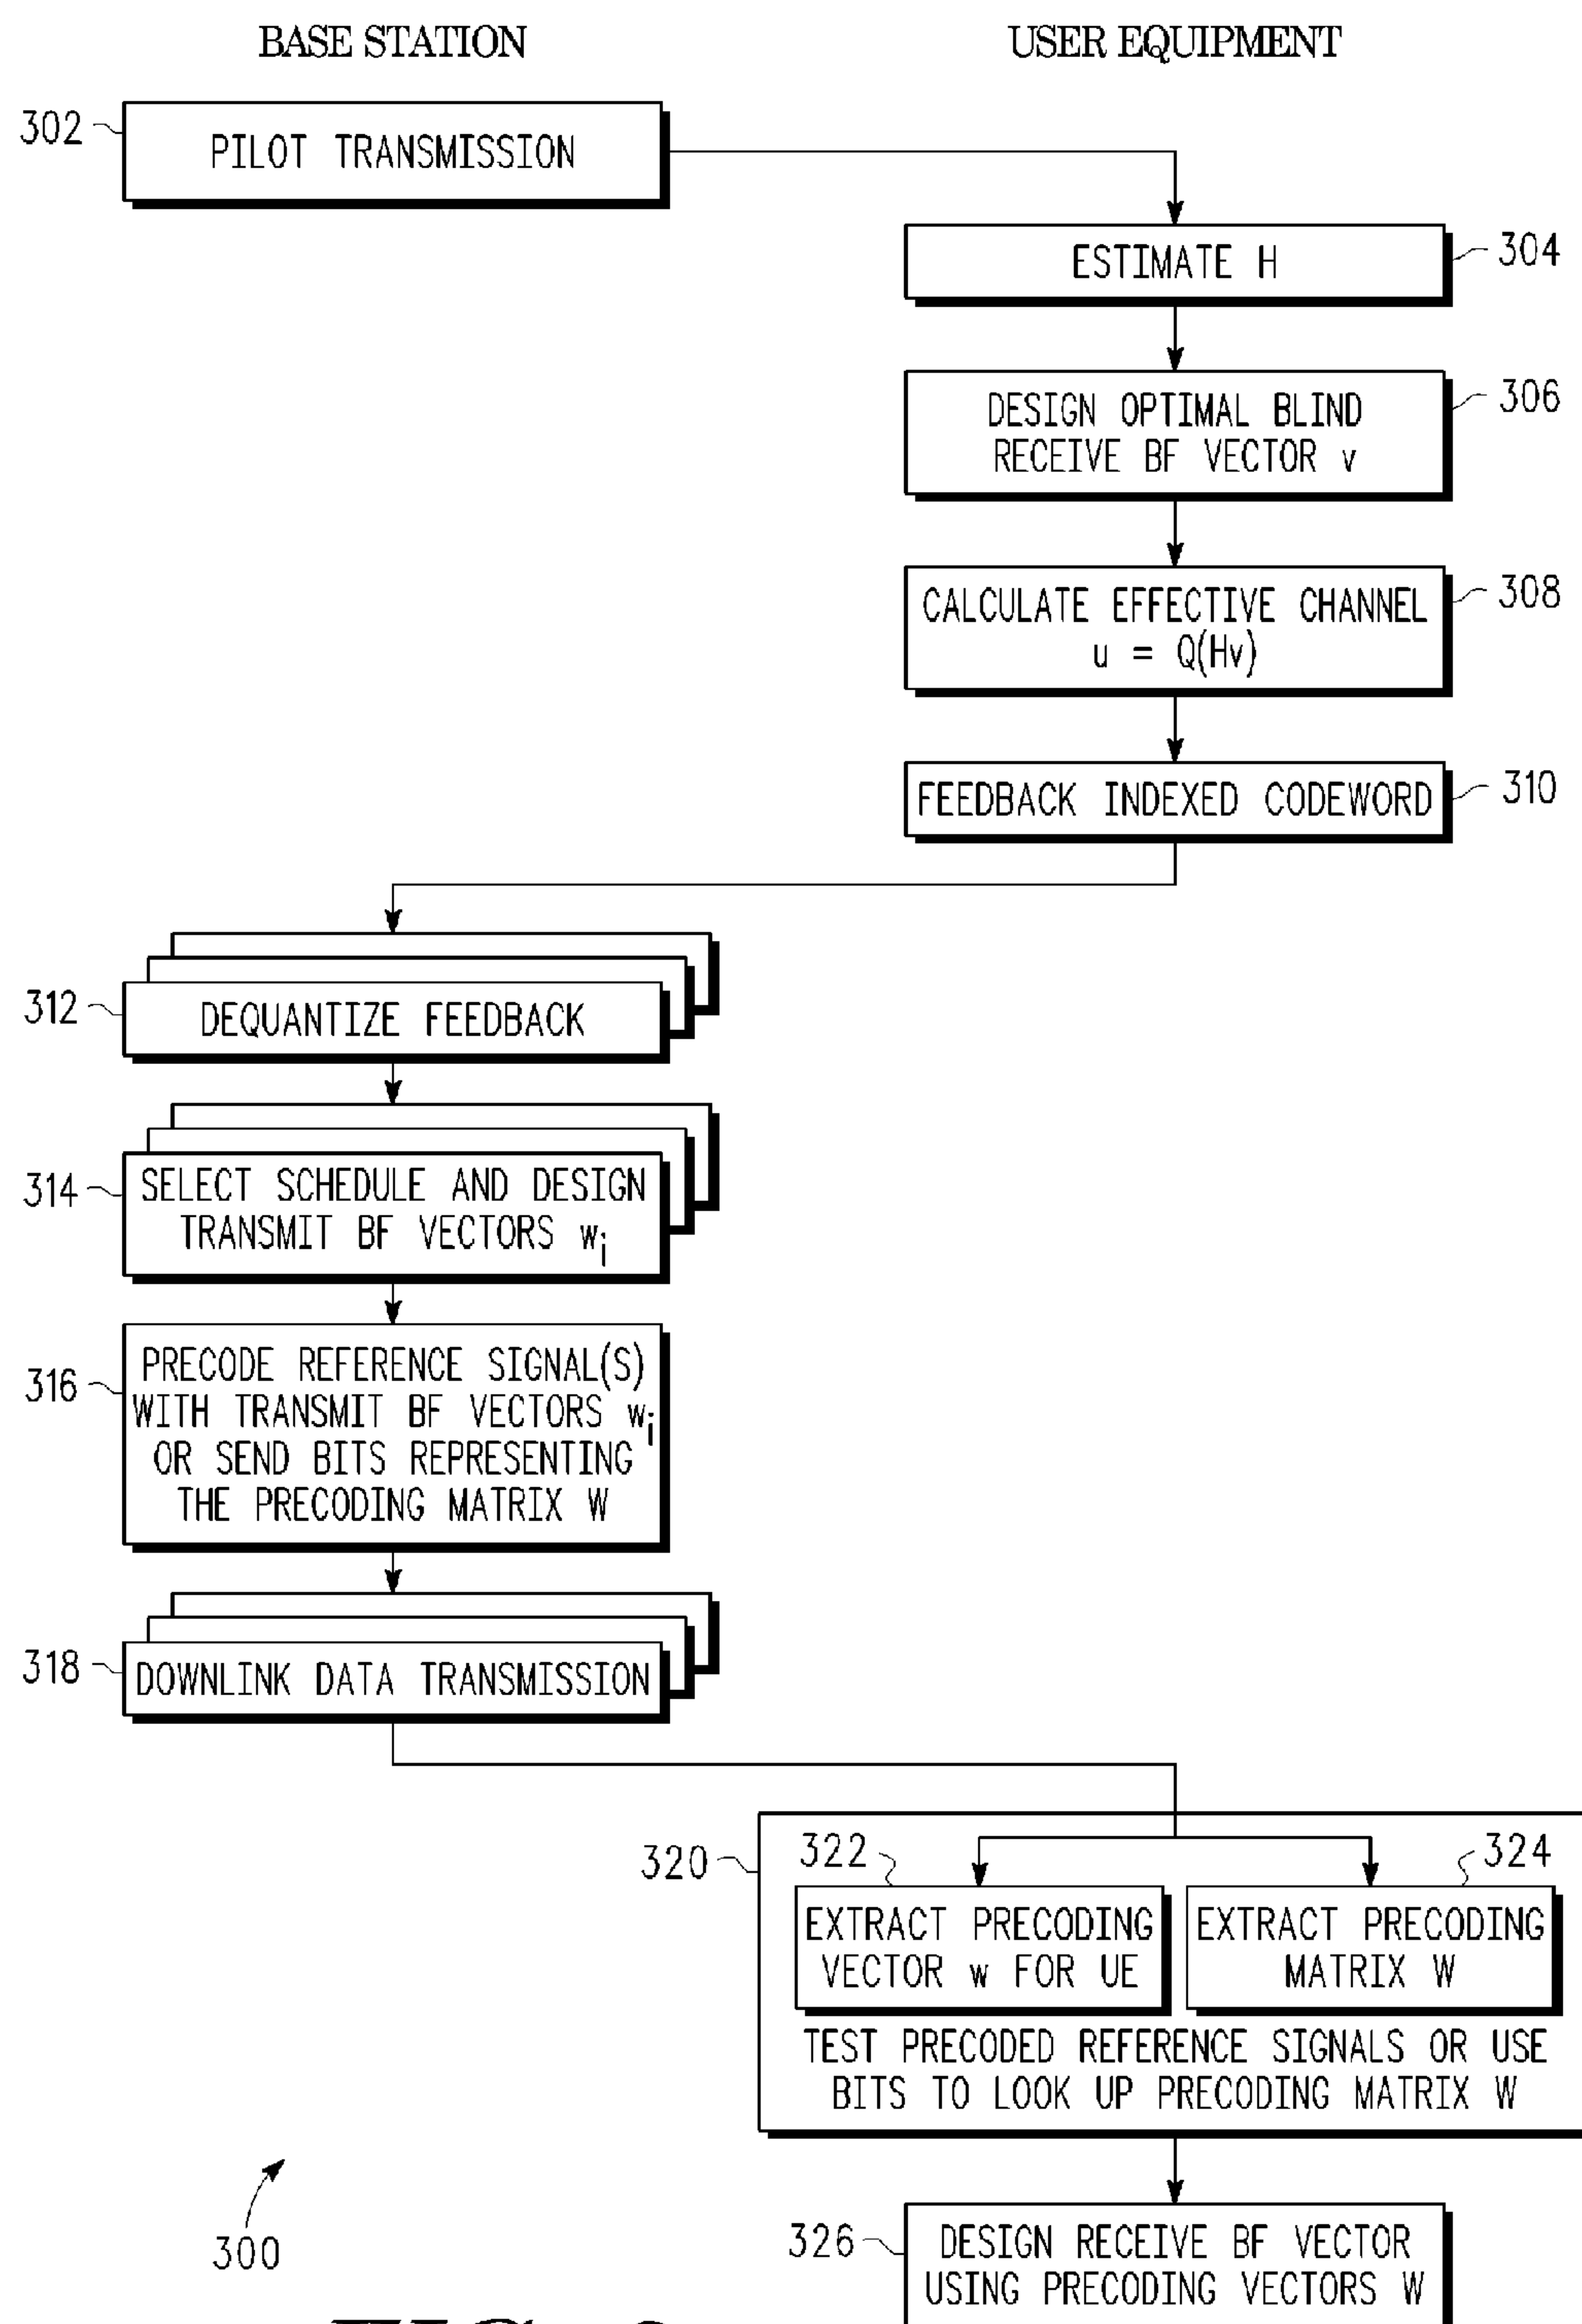 BASE STATION
USER EQUIPMENT
302
PILOT TRANSMISSION
ESTIMATE H
304
DESIGN OPTIMAL BLIND
RECEIVE BF VECTOR v
306
CALCULATE EFFECTIVE CHANNEL
u = Q(Hv)
308
FEEDBACK INDEXED CODEWORD
310
312
DEQUANTIZE FEEDBACK
314
SELECT SCHEDULE AND DESIGN
TRANSMIT BF VECTORS wi
316
PRECODE REFERENCE SIGNAL(S)
WITH TRANSMIT BF VECTORS wi
OR SEND BITS REPRESENTING
THE PRECODING MATRIX W
318
DOWNLINK DATA TRANSMISSION
320
322
324
EXTRACT PRECODING
VECTOR w FOR UE
EXTRACT PRECODING
MATRIX W
TEST PRECODED REFERENCE SIGNALS OR USE
BITS TO LOOK UP PRECODING MATRIX W
300
326
DESIGN RECEIVE BF VECTOR
USING PRECODING VECTORS W